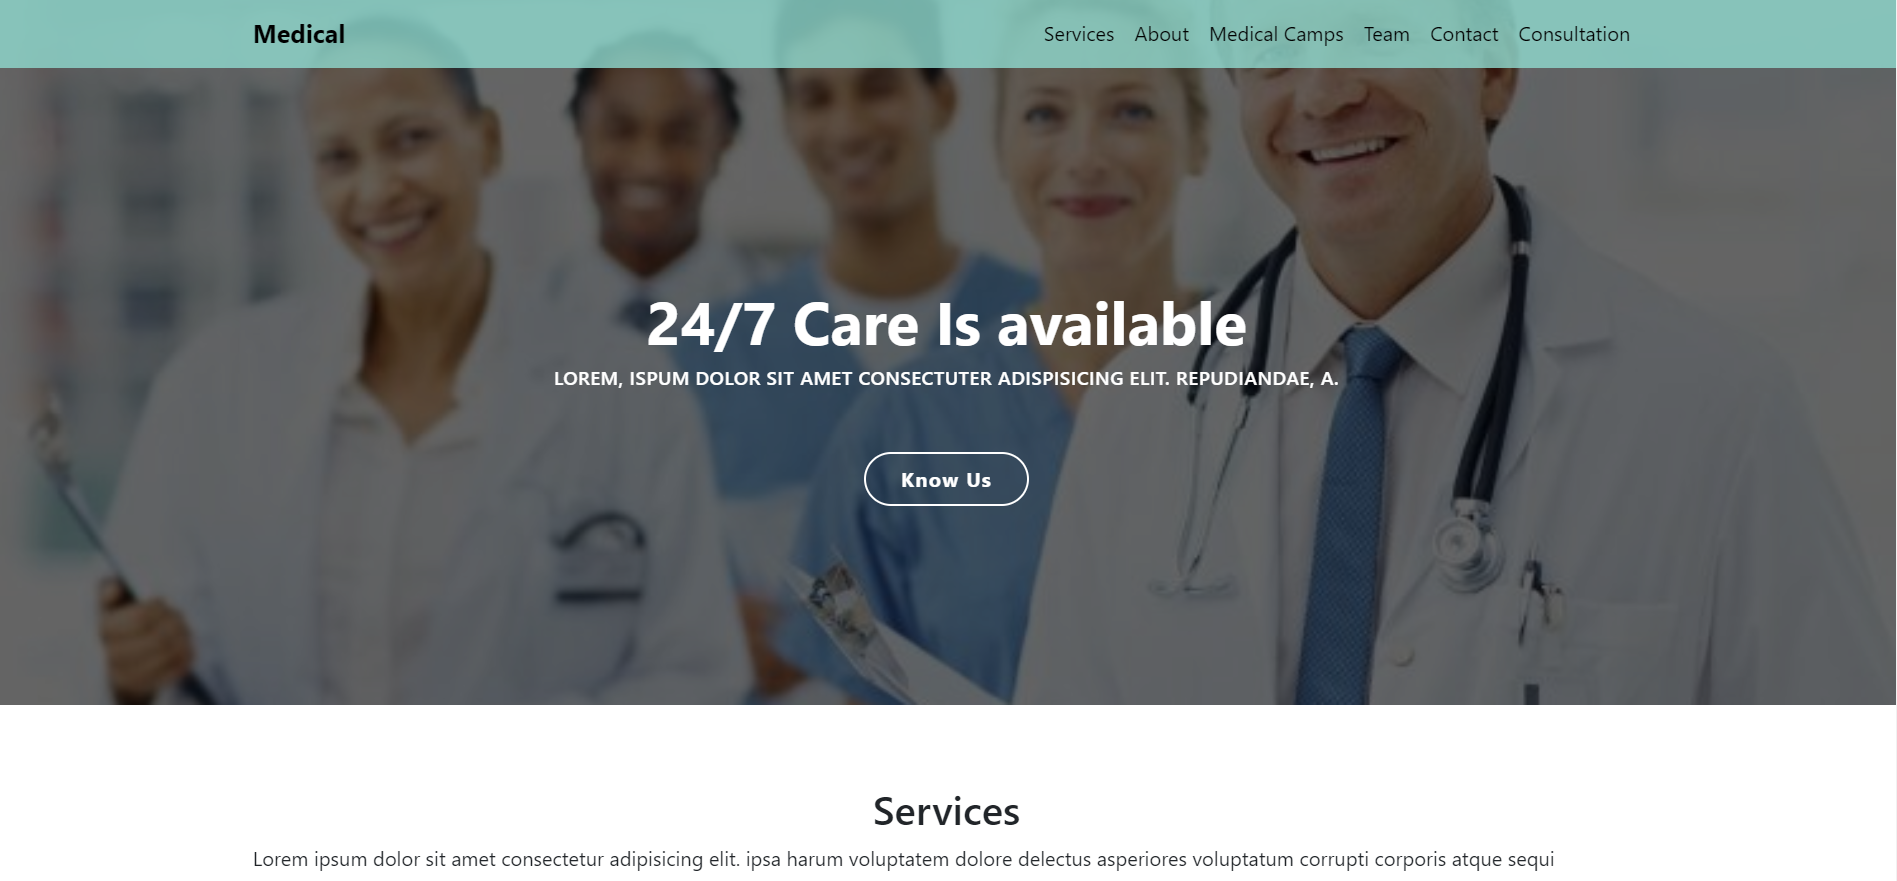 Medical
Services About Medical Camps Team Contact Consultation
24/7 Care Is available
LOREM, ISPUM DOLOR SIT AMET CONSECTUTER ADISPISICING ELIT. REPUDIANDAE, A.
Know Us
Services
Lorem ipsum dolor sit amet consectetur adipisicing elit. ipsa harum voluptatem dolore delectus asperiores voluptatum corrupti corporis atque sequi